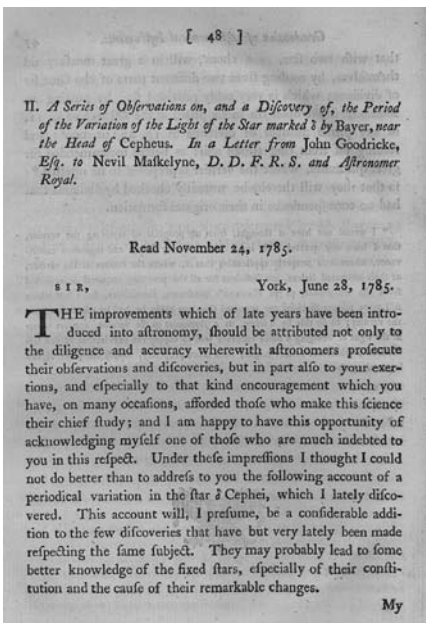 [ 48 ]
II. A Series of Obſervations on, and a Diſcovery of, the Period
of the Variation of the Light of the Star marked δ by Bayer, near
the Head of Cepheus. In a Letter from John Goodricke,
Eſq. to Nevil Maſkelyne, D. D. F. R. S. and Aſtronomer
Royal.
Read November 24, 1785.
SIR, York, June 28, 1785.
THE improvements which of late years have been intro-
duced into aſtronomy, ſhould be attributed not only to
the diligence and accuracy wherewith aſtronomers proſecute
their obſervations and diſcoveries, but in part alſo to your exer-
tions, and eſpecially to that kind encouragement which you
have, on many occaſions, afforded thoſe who make this ſcience
their chief ſtudy; and I am happy to have this opportunity of
acknowledging myſelf one of thoſe who are much indebted to
you in this reſpect. Under theſe impreſſions I thought I could
not do better than to addreſs to you the following account of a
periodical variation in the ſtar δ Cephei, which I lately diſco-
vered. This account will, I preſume, be a conſiderable addi-
tion to the few diſcoveries that have but very lately been made
reſpecting the ſame ſubject. They may probably lead to ſome
better knowledge of the fixed ſtars, eſpecially of their conſti-
tution and the cauſe of their remarkable changes.
My